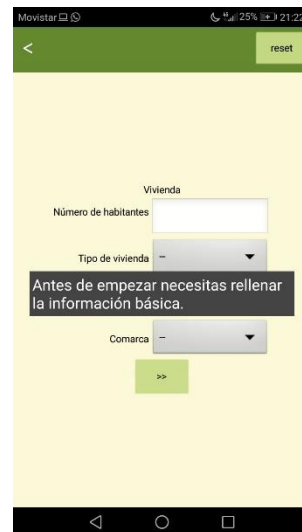 Movistar 25% 21:22
< reset
Vivienda
Número de habitantes
Tipo de vivienda --
Antes de empezar necesitas rellenar
la información básica.
Comarca --
>>